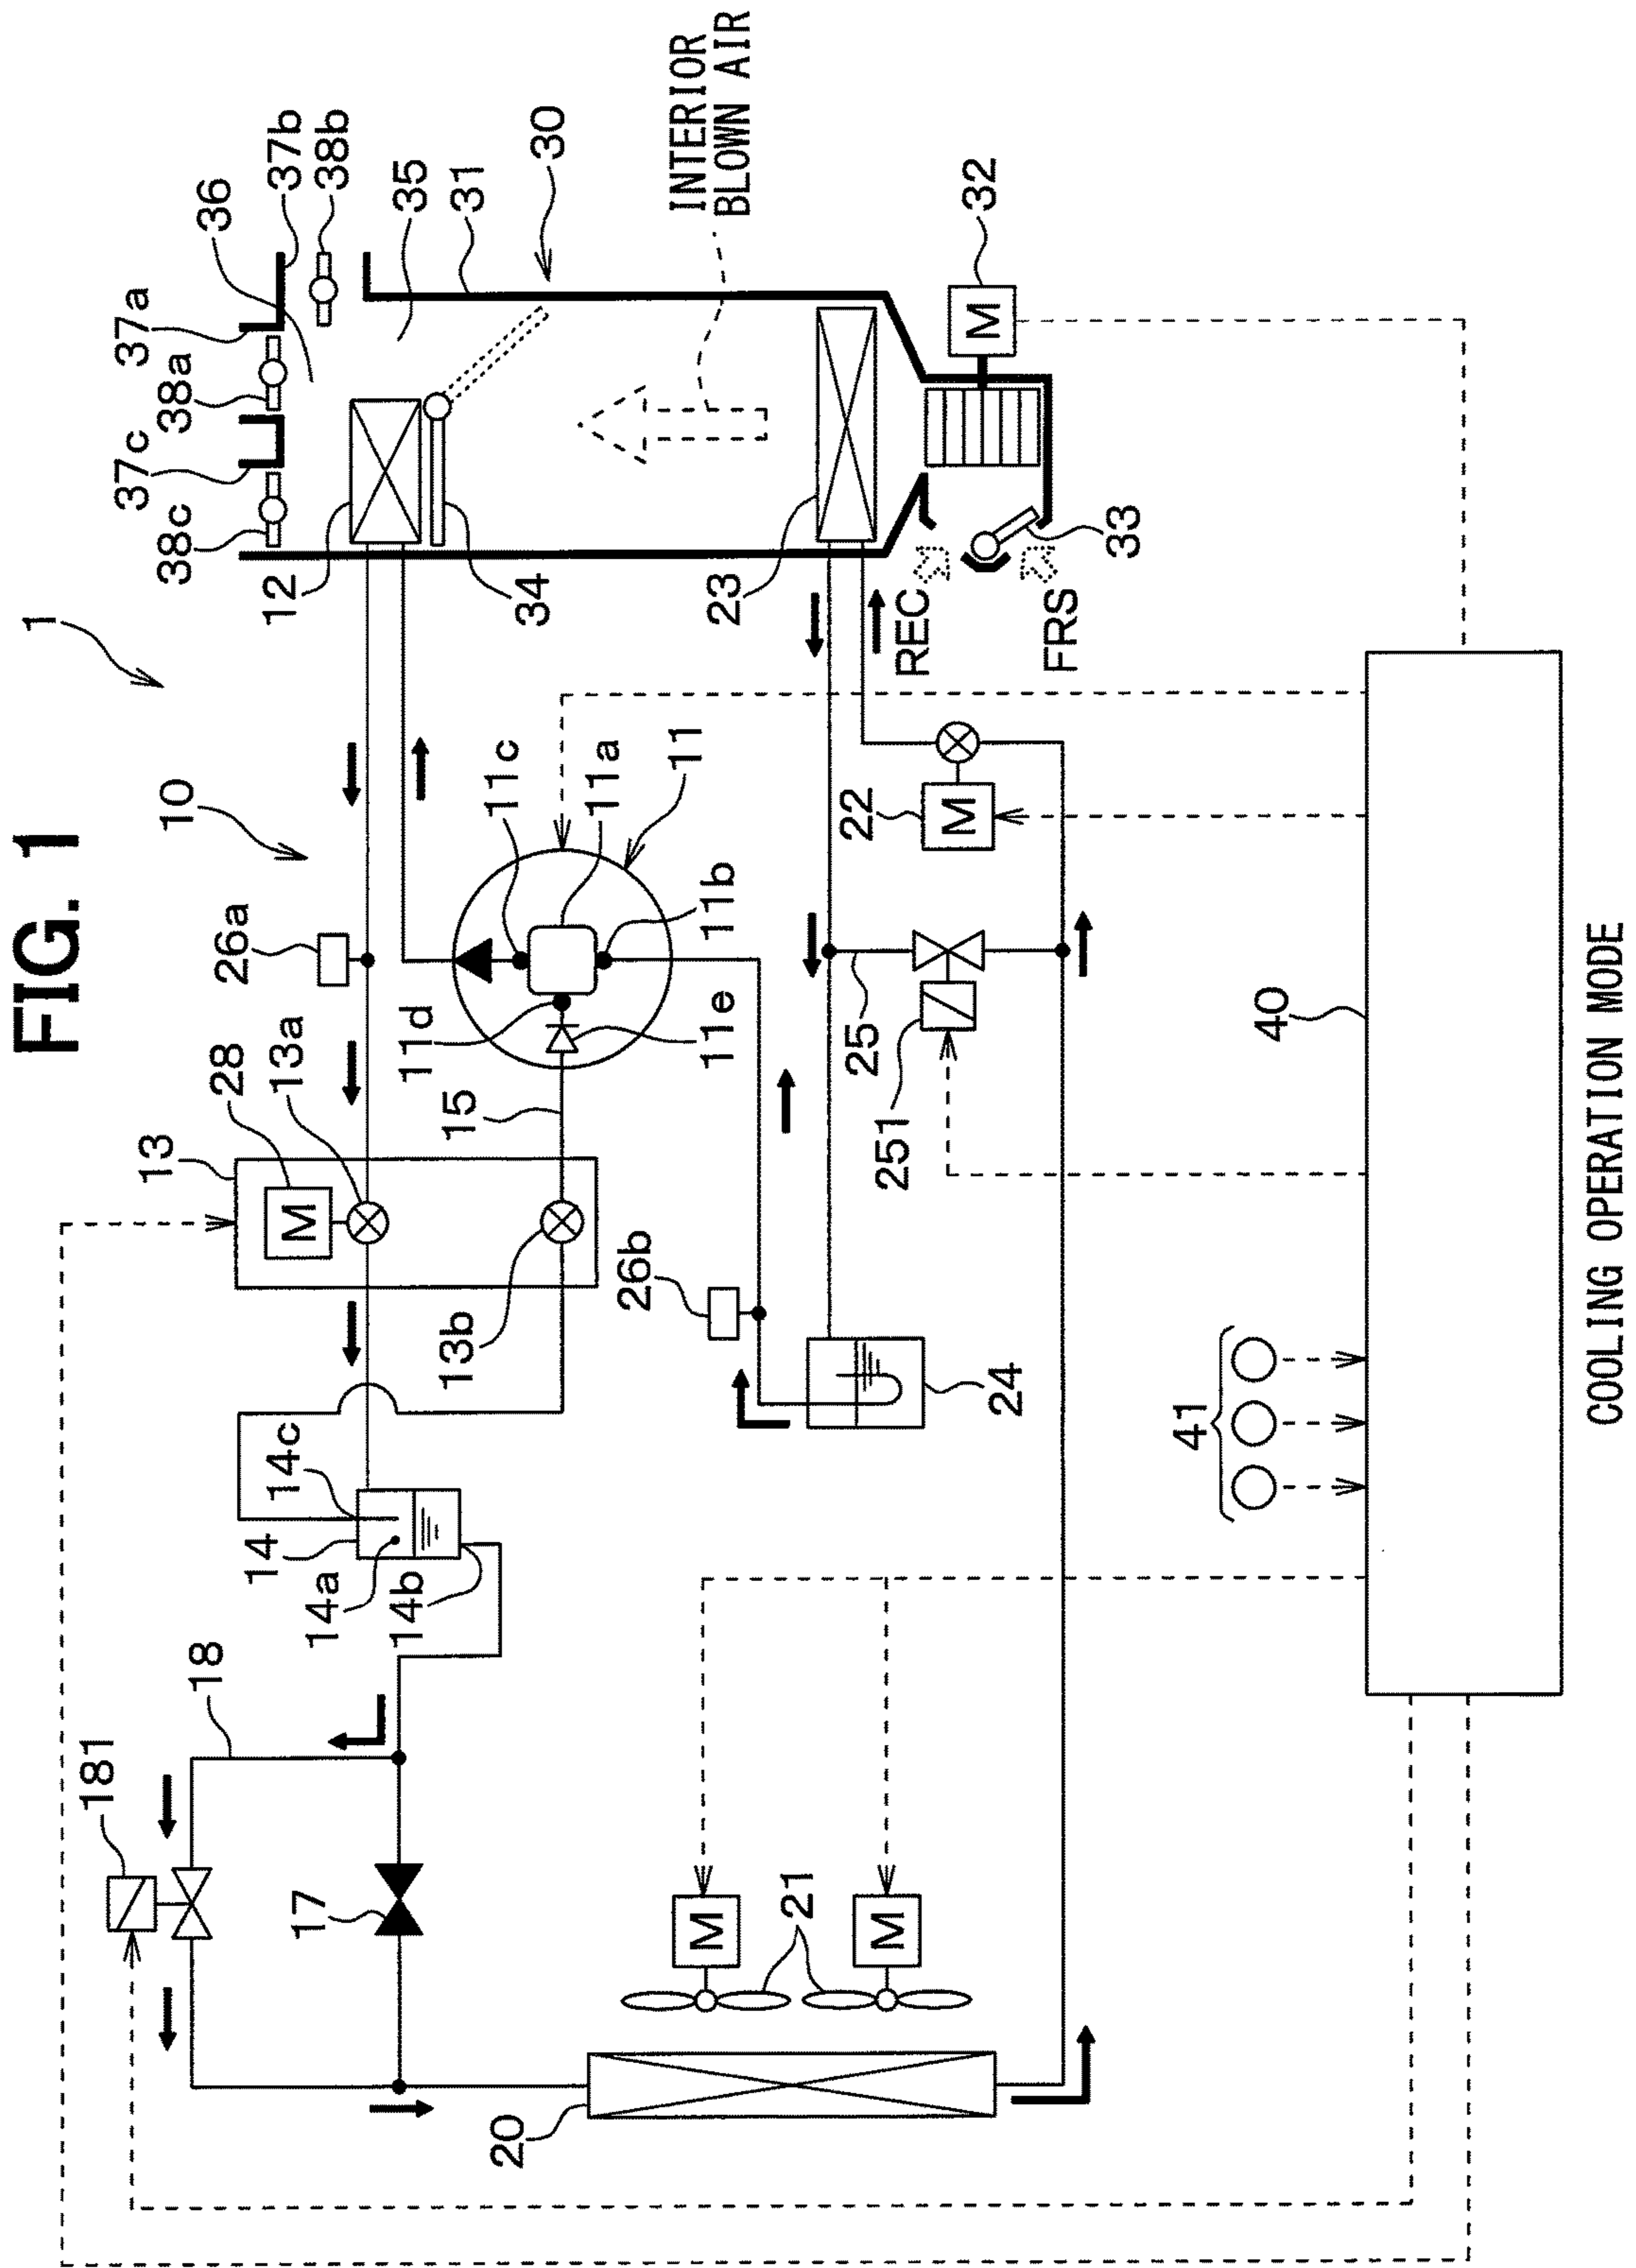 FIG. 1
1
10
26a
28
13a
13
14c
14
14a
14b
18
181
17
13b
15
11d
11e
11c
11a
11
11b
26b
24
25
251
22
M
M
20
21
M
M
41
40
12
34
23
REC
FRS
33
32
M
38c
37c
38a
37a
36
37b
38b
35
31
30
INTERIOR
BLOWN AIR
COOLING OPERATION MODE